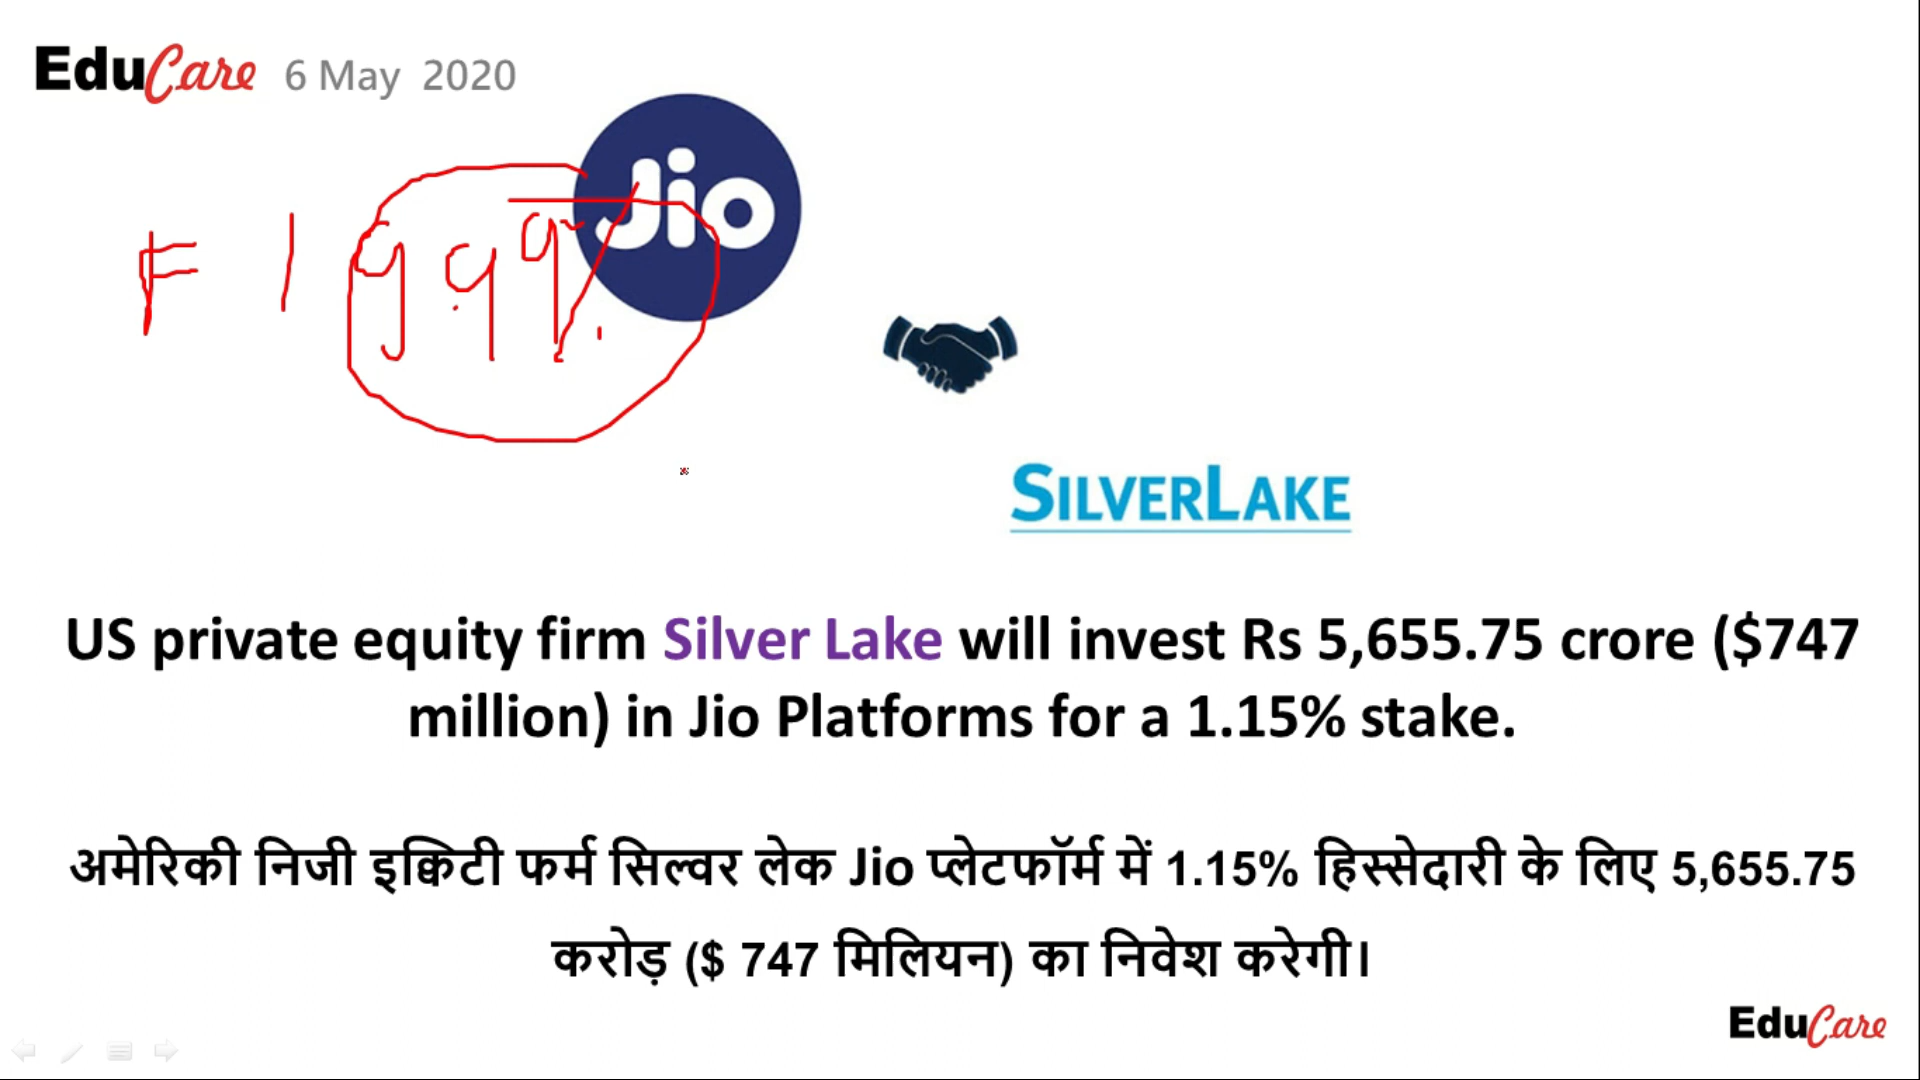 EduCare 6 May 2020
Jio
F 1 9.99%
SILVERLAKE
US private equity firm Silver Lake will invest Rs 5,655.75 crore ($747
million) in Jio Platforms for a 1.15% stake.
अमेरिकी निजी इक्विटी फर्म सिल्वर लेक Jio प्लेटफॉर्म में 1.15% हिस्सेदारी के लिए 5,655.75
करोड़ ($ 747 मिलियन) का निवेश करेगी।
EduCare